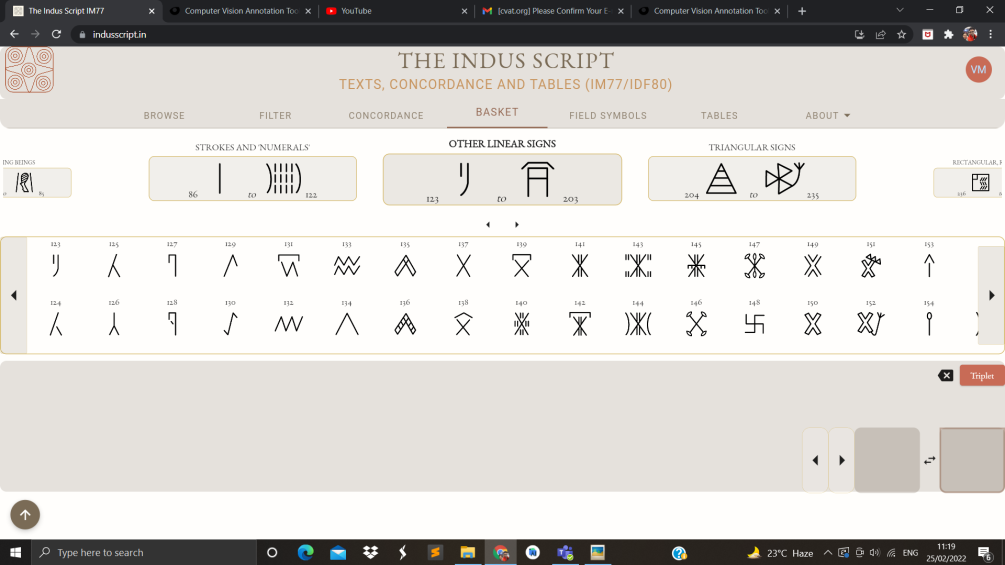 The Indus Script IM77
Computer Vision Annotation Too
YouTube
[cvat.org] Please Confirm Your E-
Computer Vision Annotation Too
indusscript.in
THE INDUS SCRIPT
TEXTS, CONCORDANCE AND TABLES (IM77/IDF80)
VM
BROWSE FILTER CONCORDANCE BASKET FIELD SYMBOLS TABLES ABOUT
ING BEINGS
85
STROKES AND 'NUMERALS'
86 to 122
OTHER LINEAR SIGNS
123 to 203
TRIANGULAR SIGNS
204 to 235
RECTANGULAR,
236
123 125 127 129 131 133 135 137 139 141 143 145 147 149 151 153
124 126 128 130 132 134 136 138 140 142 144 146 148 150 152 154
Triplet
Type here to search
23°C Haze
ENG
11:19
25/02/2022
6